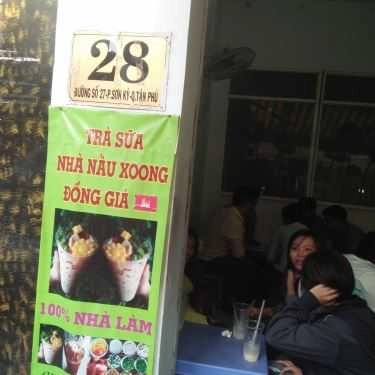 28
ĐƯỜNG SỐ 27-P.SƠN KỲ-Q.TÂN PHÚ
TRÀ SỮA
NHÀ NẤU XOONG
ĐỒNG GIÁ
100% NHÀ LÀM